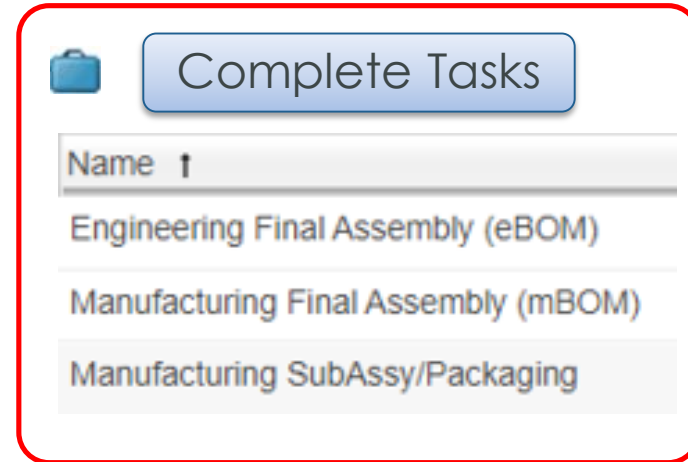 Complete Tasks
Name ↑
Engineering Final Assembly (eBOM)
Manufacturing Final Assembly (mBOM)
Manufacturing SubAssy/Packaging